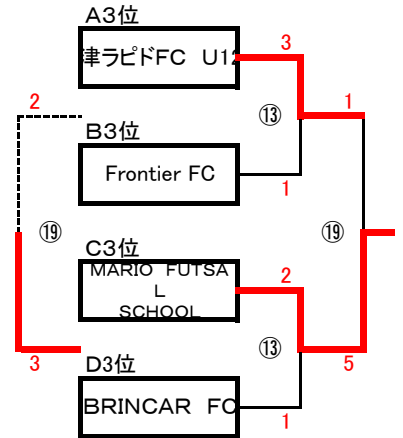 A3位
津ラピドFC U12
3
2
1
B3位
⑬
Frontier FC
1
⑲
⑲
C3位
MARIO FUTSA
L
SCHOOL
2
⑬
3
5
D3位
BRINCAR FC
1